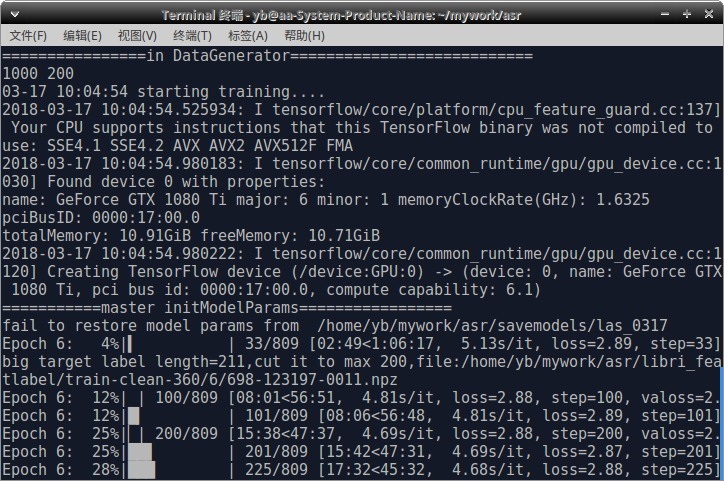 Terminal 终端 - yb@aa-System-Product-Name: ~/mywork/asr
文件(F) 编辑(E) 视图(V) 终端(T) 标签(A) 帮助(H)
================in DataGenerator===========================
1000 200
03-17 10:04:54 starting training....
2018-03-17 10:04:54.525934: I tensorflow/core/platform/cpu_feature_guard.cc:137]
 Your CPU supports instructions that this TensorFlow binary was not compiled to
use: SSE4.1 SSE4.2 AVX AVX2 AVX512F FMA
2018-03-17 10:04:54.980183: I tensorflow/core/common_runtime/gpu/gpu_device.cc:1
030] Found device 0 with properties:
name: GeForce GTX 1080 Ti major: 6 minor: 1 memoryClockRate(GHz): 1.6325
pciBusID: 0000:17:00.0
totalMemory: 10.91GiB freeMemory: 10.71GiB
2018-03-17 10:04:54.980222: I tensorflow/core/common_runtime/gpu/gpu_device.cc:1
120] Creating TensorFlow device (/device:GPU:0) -> (device: 0, name: GeForce GTX
 1080 Ti, pci bus id: 0000:17:00.0, compute capability: 6.1)
===========master initModelParams=================
fail to restore model params from  /home/yb/mywork/asr/savemodels/las_0317
Epoch 6:   4%|▌          | 33/809 [02:49<1:06:17,  5.13s/it, loss=2.89, step=33]
big target label length=211,cut it to max 200,file:/home/yb/mywork/asr/libri_fea
tlabel/train-clean-360/6/698-123197-0011.npz
Epoch 6:  12%| | 100/809 [08:01<56:51,  4.81s/it, loss=2.88, step=100, valoss=2.
Epoch 6:  12%|█▎         | 101/809 [08:06<56:48,  4.81s/it, loss=2.89, step=101]
Epoch 6:  25%| | 200/809 [15:38<47:37,  4.69s/it, loss=2.88, step=200, valoss=2.
Epoch 6:  25%|██▋        | 201/809 [15:42<47:31,  4.69s/it, loss=2.87, step=201]
Epoch 6:  28%|███        | 225/809 [17:32<45:32,  4.68s/it, loss=2.88, step=225]